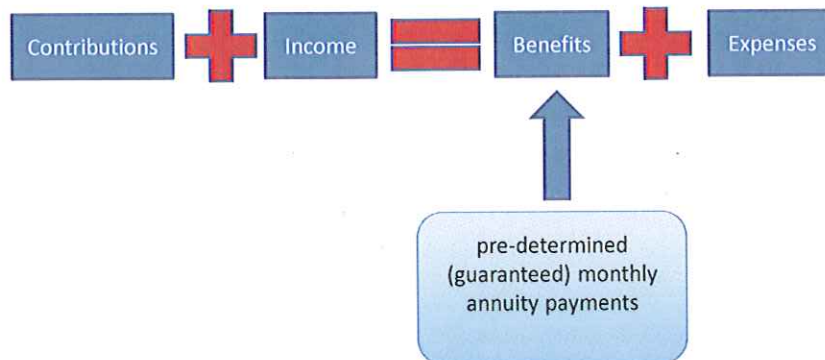 Contributions Income Benefits Expenses
pre-determined
(guaranteed) monthly
annuity payments